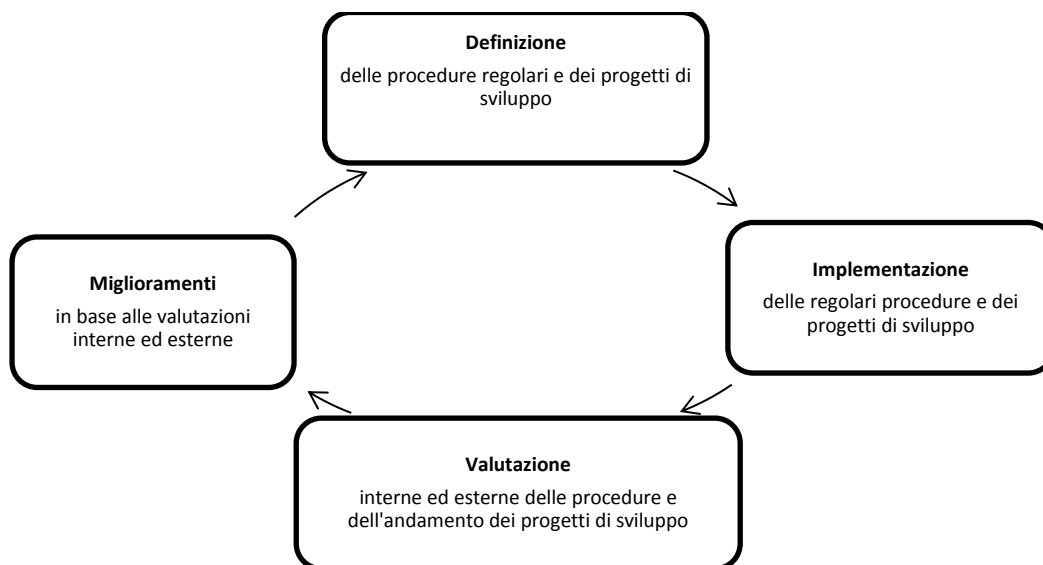 Definizione
delle procedure regolari e dei progetti di
sviluppo
Implementazione
delle regolari procedure e dei
progetti di sviluppo
Valutazione
interne ed esterne delle procedure e
dell'andamento dei progetti di sviluppo
Miglioramenti
in base alle valutazioni
interne ed esterne